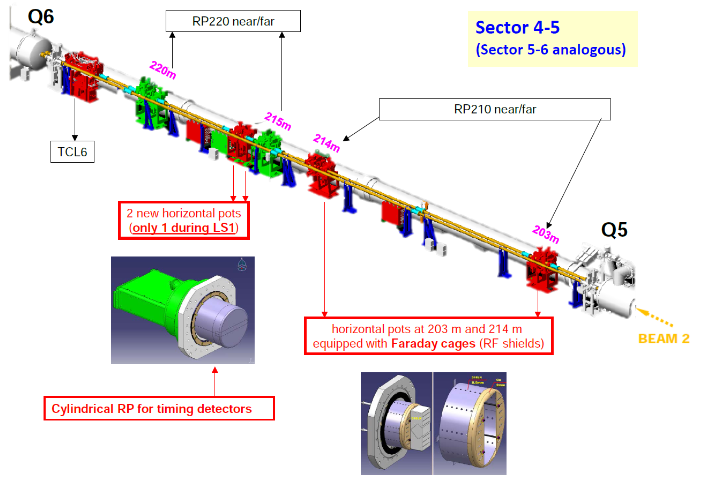 Q6
RP220 near/far
Sector 4-5
(Sector 5-6 analogous)
220m
RP210 near/far
215m
214m
TCL6
2 new horizontal pots
(only 1 during LS1)
203m
Q5
horizontal pots at 203 m and 214 m
equipped with Faraday cages (RF shields)
BEAM 2
Cylindrical RP for timing detectors